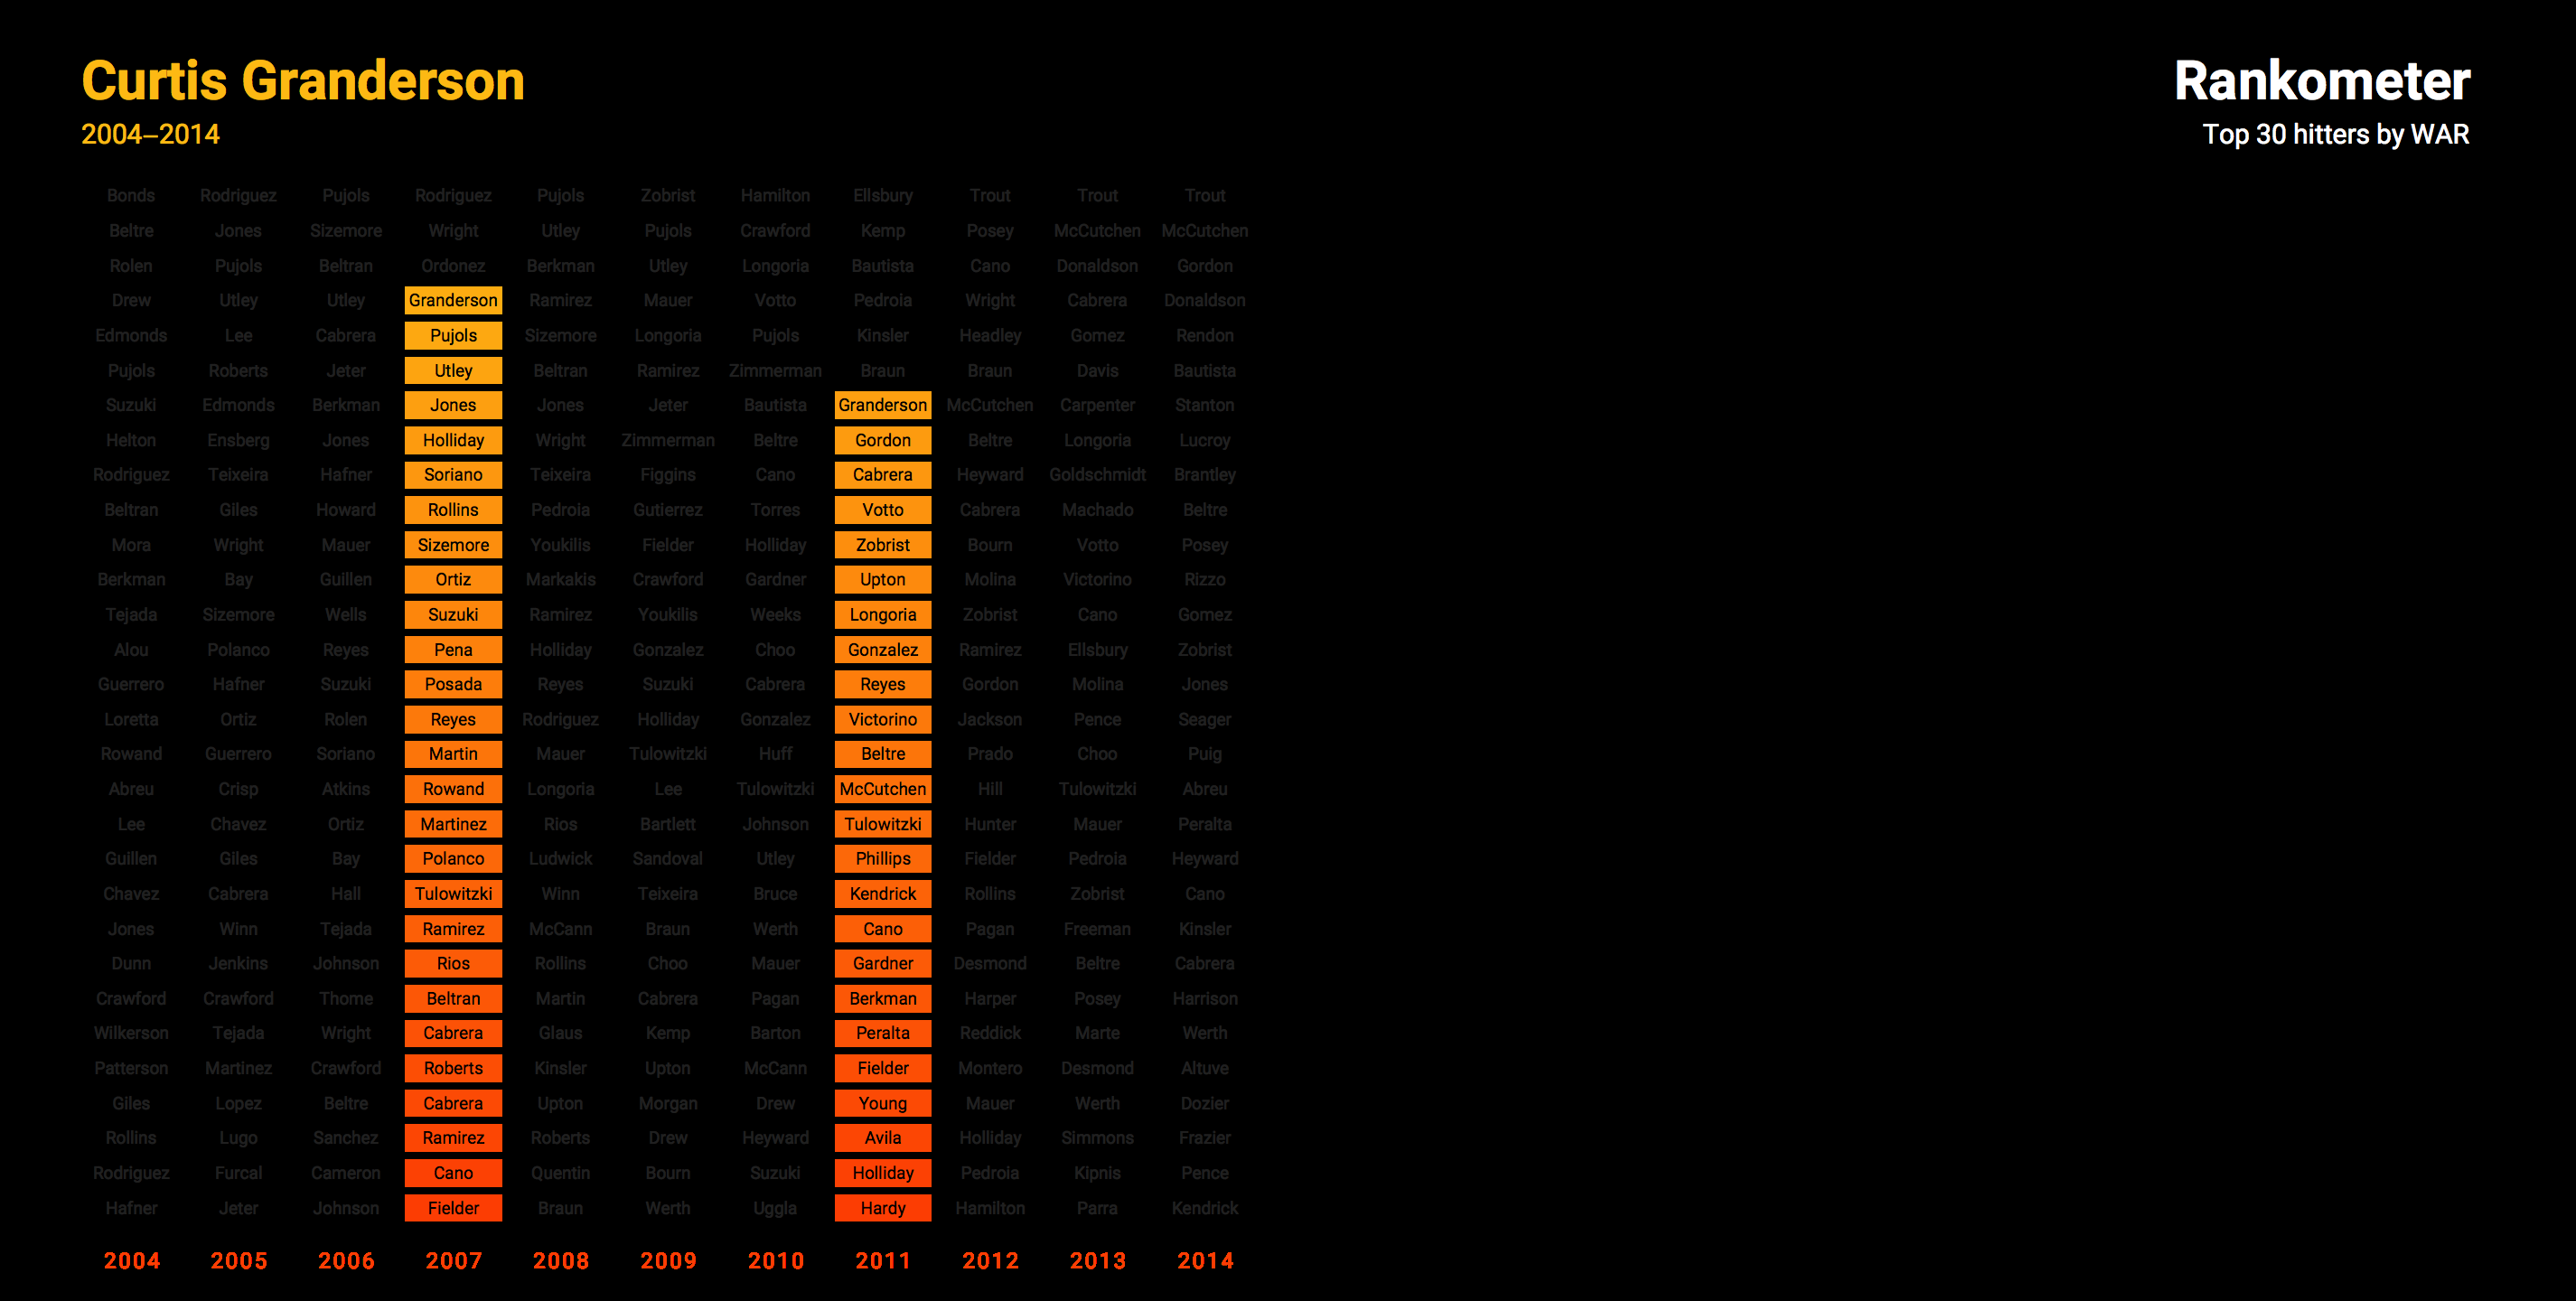 Curtis Granderson
2004–2014
Rankometer
Top 30 hitters by WAR
Bonds Rodriguez Pujols Rodriguez Pujols Zobrist Hamilton Ellsbury Trout Trout Trout
Beltre Jones Sizemore Wright Utley Pujols Crawford Kemp Posey McCutchen McCutchen
Rolen Pujols Beltran Ordonez Berkman Utley Longoria Bautista Cano Donaldson Gordon
Drew Utley Utley Granderson Ramirez Mauer Votto Pedroia Wright Cabrera Donaldson
Edmonds Lee Cabrera Pujols Sizemore Longoria Pujols Kinsler Headley Gomez Rendon
Pujols Roberts Jeter Utley Beltran Ramirez Zimmerman Braun Braun Davis Bautista
Suzuki Edmonds Berkman Jones Jones Jeter Bautista Granderson McCutchen Carpenter Stanton
Helton Ensberg Jones Holliday Wright Zimmerman Beltre Gordon Beltre Longoria Lucroy
Rodriguez Teixeira Hafner Soriano Teixeira Figgins Cano Cabrera Heyward Goldschmidt Brantley
Beltran Giles Howard Rollins Pedroia Gutierrez Torres Votto Cabrera Machado Beltre
Mora Wright Mauer Sizemore Youkilis Fielder Holliday Zobrist Bourn Votto Posey
Berkman Bay Guillen Ortiz Markakis Crawford Gardner Upton Molina Victorino Rizzo
Tejada Sizemore Wells Suzuki Ramirez Youkilis Weeks Longoria Zobrist Cano Gomez
Alou Polanco Reyes Pena Holliday Gonzalez Choo Gonzalez Ramirez Ellsbury Zobrist
Guerrero Hafner Suzuki Posada Reyes Suzuki Cabrera Reyes Gordon Molina Jones
Loretta Ortiz Rolen Reyes Rodriguez Holliday Gonzalez Victorino Jackson Pence Seager
Rowand Guerrero Soriano Martin Mauer Tulowitzki Huff Beltre Prado Choo Puig
Abreu Crisp Atkins Rowand Longoria Lee Tulowitzki McCutchen Hill Tulowitzki Abreu
Lee Chavez Ortiz Martinez Rios Bartlett Johnson Tulowitzki Hunter Mauer Peralta
Guillen Giles Bay Polanco Ludwick Sandoval Utley Phillips Fielder Pedroia Heyward
Chavez Cabrera Hall Tulowitzki Winn Teixeira Bruce Kendrick Rollins Zobrist Cano
Jones Winn Tejada Ramirez McCann Braun Werth Cano Pagan Freeman Kinsler
Dunn Jenkins Johnson Rios Rollins Choo Mauer Gardner Desmond Beltre Cabrera
Crawford Crawford Thome Beltran Martin Cabrera Pagan Berkman Harper Posey Harrison
Wilkerson Tejada Wright Cabrera Glaus Kemp Barton Peralta Reddick Marte Werth
Patterson Martinez Crawford Roberts Kinsler Upton McCann Fielder Montero Desmond Altuve
Giles Lopez Beltre Cabrera Upton Morgan Drew Young Mauer Werth Dozier
Rollins Lugo Sanchez Ramirez Roberts Drew Heyward Avila Holliday Simmons Frazier
Rodriguez Furcal Cameron Cano Quentin Bourn Suzuki Holliday Pedroia Kipnis Pence
Hafner Jeter Johnson Fielder Braun Werth Uggla Hardy Hamilton Parra Kendrick
2004 2005 2006 2007 2008 2009 2010 2011 2012 2013 2014